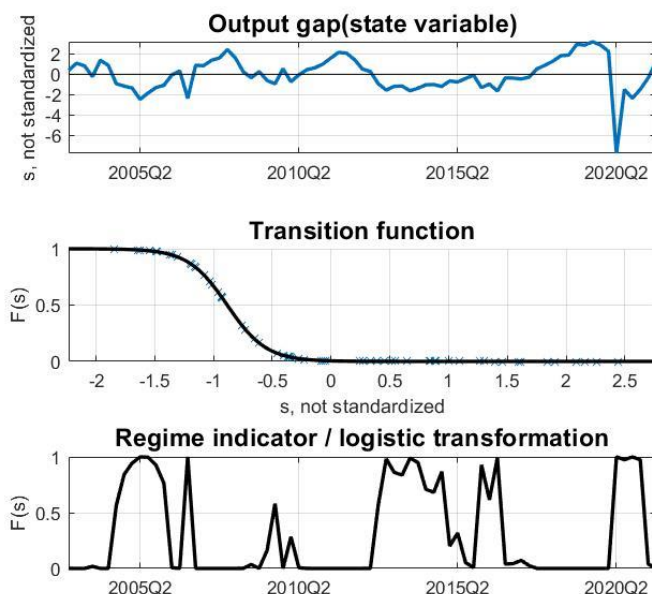 Output gap(state variable)
s, not standardized
2
0
-2
-4
-6
2005Q2 2010Q2 2015Q2 2020Q2
Transition function
F(s)
1
0.5
0
-2 -1.5 -1 -0.5 0 0.5 1 1.5 2 2.5
s, not standardized
Regime indicator / logistic transformation
F(s)
1
0.5
0
2005Q2 2010Q2 2015Q2 2020Q2